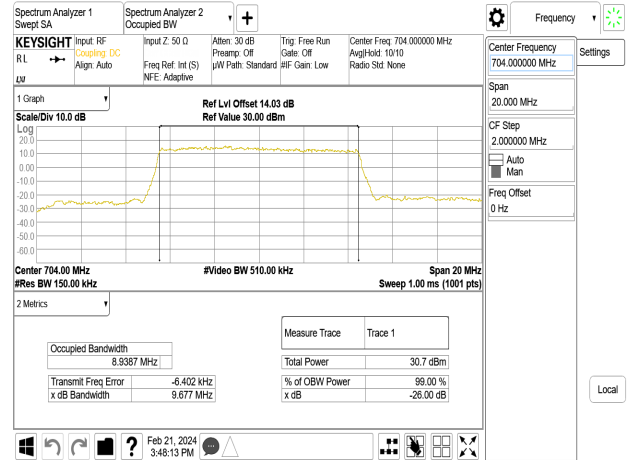 Spectrum Analyzer 1
Swept SA
Spectrum Analyzer 2
Occupied BW
Frequency
KEYSIGHT
RL
LXI
Input: RF
Coupling: DC
Align: Auto
Input Z: 50 Ω
Freq Ref: Int (S)
NFE: Adaptive
Atten: 30 dB
Preamp: Off
µW Path: Standard
Trig: Free Run
Gate: Off
#IF Gain: Low
Center Freq: 704.000000 MHz
Avg|Hold: 10/10
Radio Std: None
Center Frequency
704.000000 MHz
Settings
Span
20.000 MHz
CF Step
2.000000 MHz
Auto
Man
Freq Offset
0 Hz
Local
1 Graph
Scale/Div 10.0 dB
Ref Lvl Offset 14.03 dB
Ref Value 30.00 dBm
Log
20.0
10.0
0.00
-10.0
-20.0
-30.0
-40.0
-50.0
-60.0
Center 704.00 MHz
#Res BW 150.00 kHz
#Video BW 510.00 kHz
Span 20 MHz
Sweep 1.00 ms (1001 pts)
2 Metrics
Measure Trace Trace 1
Occupied Bandwidth
8.9387 MHz
Total Power 30.7 dBm
Transmit Freq Error -6.402 kHz
% of OBW Power 99.00 %
x dB Bandwidth 9.677 MHz
x dB -26.00 dB
?
Feb 21, 2024
3:48:13 PM